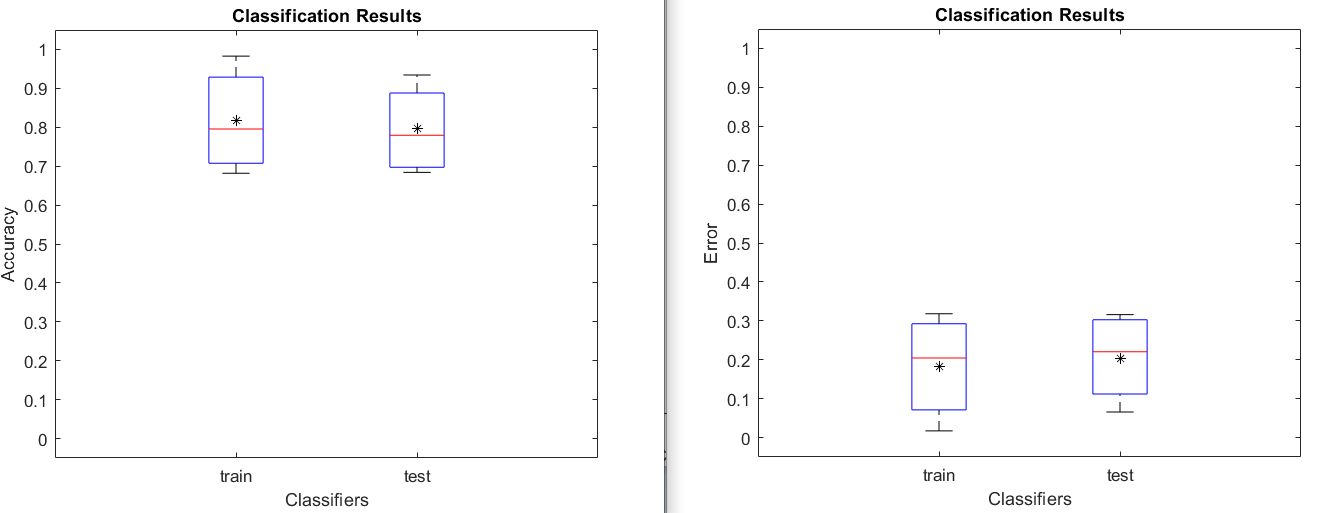 Classification Results
1
0.9
0.8
0.7
0.6
0.5
0.4
0.3
0.2
0.1
0
Accuracy
train test
Classifiers
Classification Results
1
0.9
0.8
0.7
0.6
0.5
0.4
0.3
0.2
0.1
0
Error
train test
Classifiers